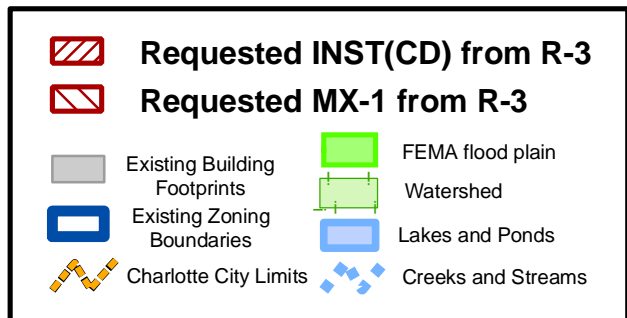 Requested INST(CD) from R-3
Requested MX-1 from R-3
Existing Building
Footprints
Existing Zoning
Boundaries
Charlotte City Limits
FEMA flood plain
Watershed
Lakes and Ponds
Creeks and Streams